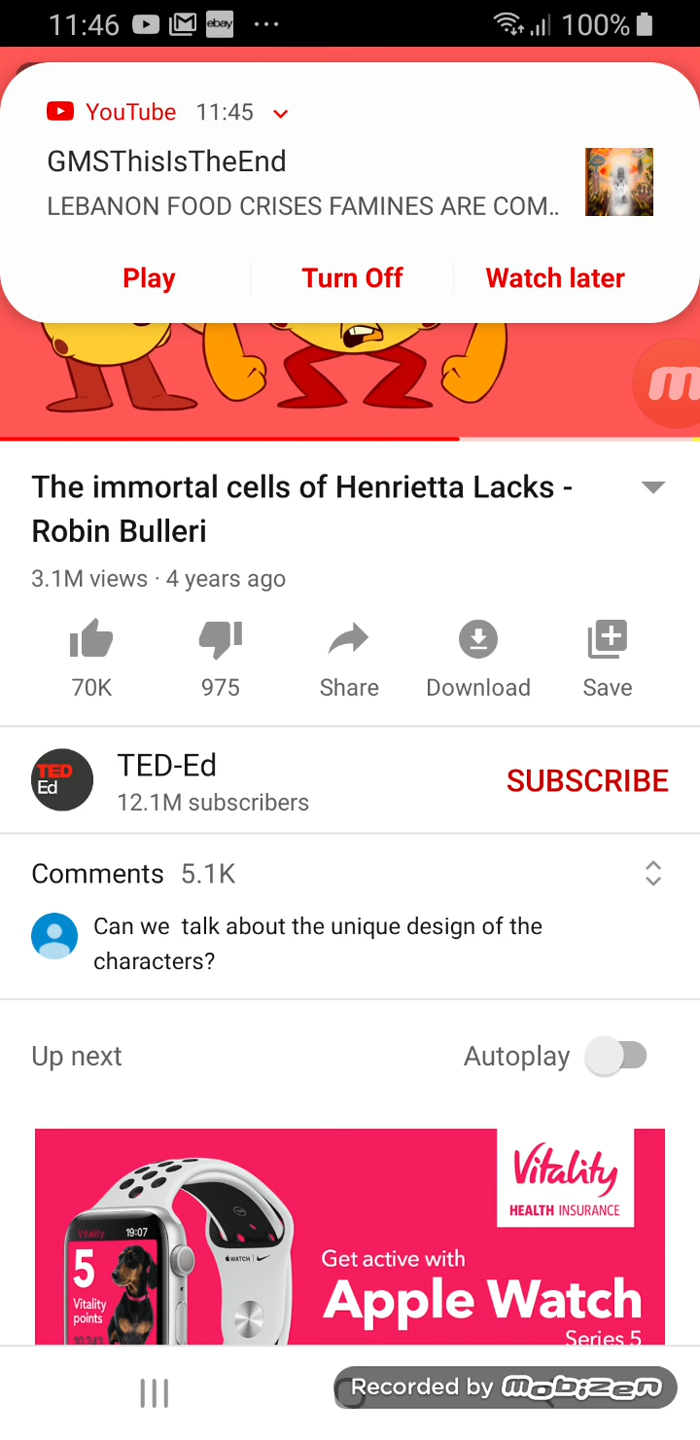 11:46 ebay ... 100%
YouTube 11:45
GMSThisIsTheEnd
LEBANON FOOD CRISES FAMINES ARE COM..
Play Turn Off Watch later
m
The immortal cells of Henrietta Lacks -
Robin Bulleri
3.1M views · 4 years ago
70K 975 Share Download Save
TED
Ed
TED-Ed
12.1M subscribers
SUBSCRIBE
Comments 5.1K
Can we talk about the unique design of the
characters?
Up next Autoplay
Vitality
HEALTH INSURANCE
Vitality 19:07
5
Vitality
points
10,243
WATCH
Get active with
Apple Watch
Series 5
Recorded by mobizen